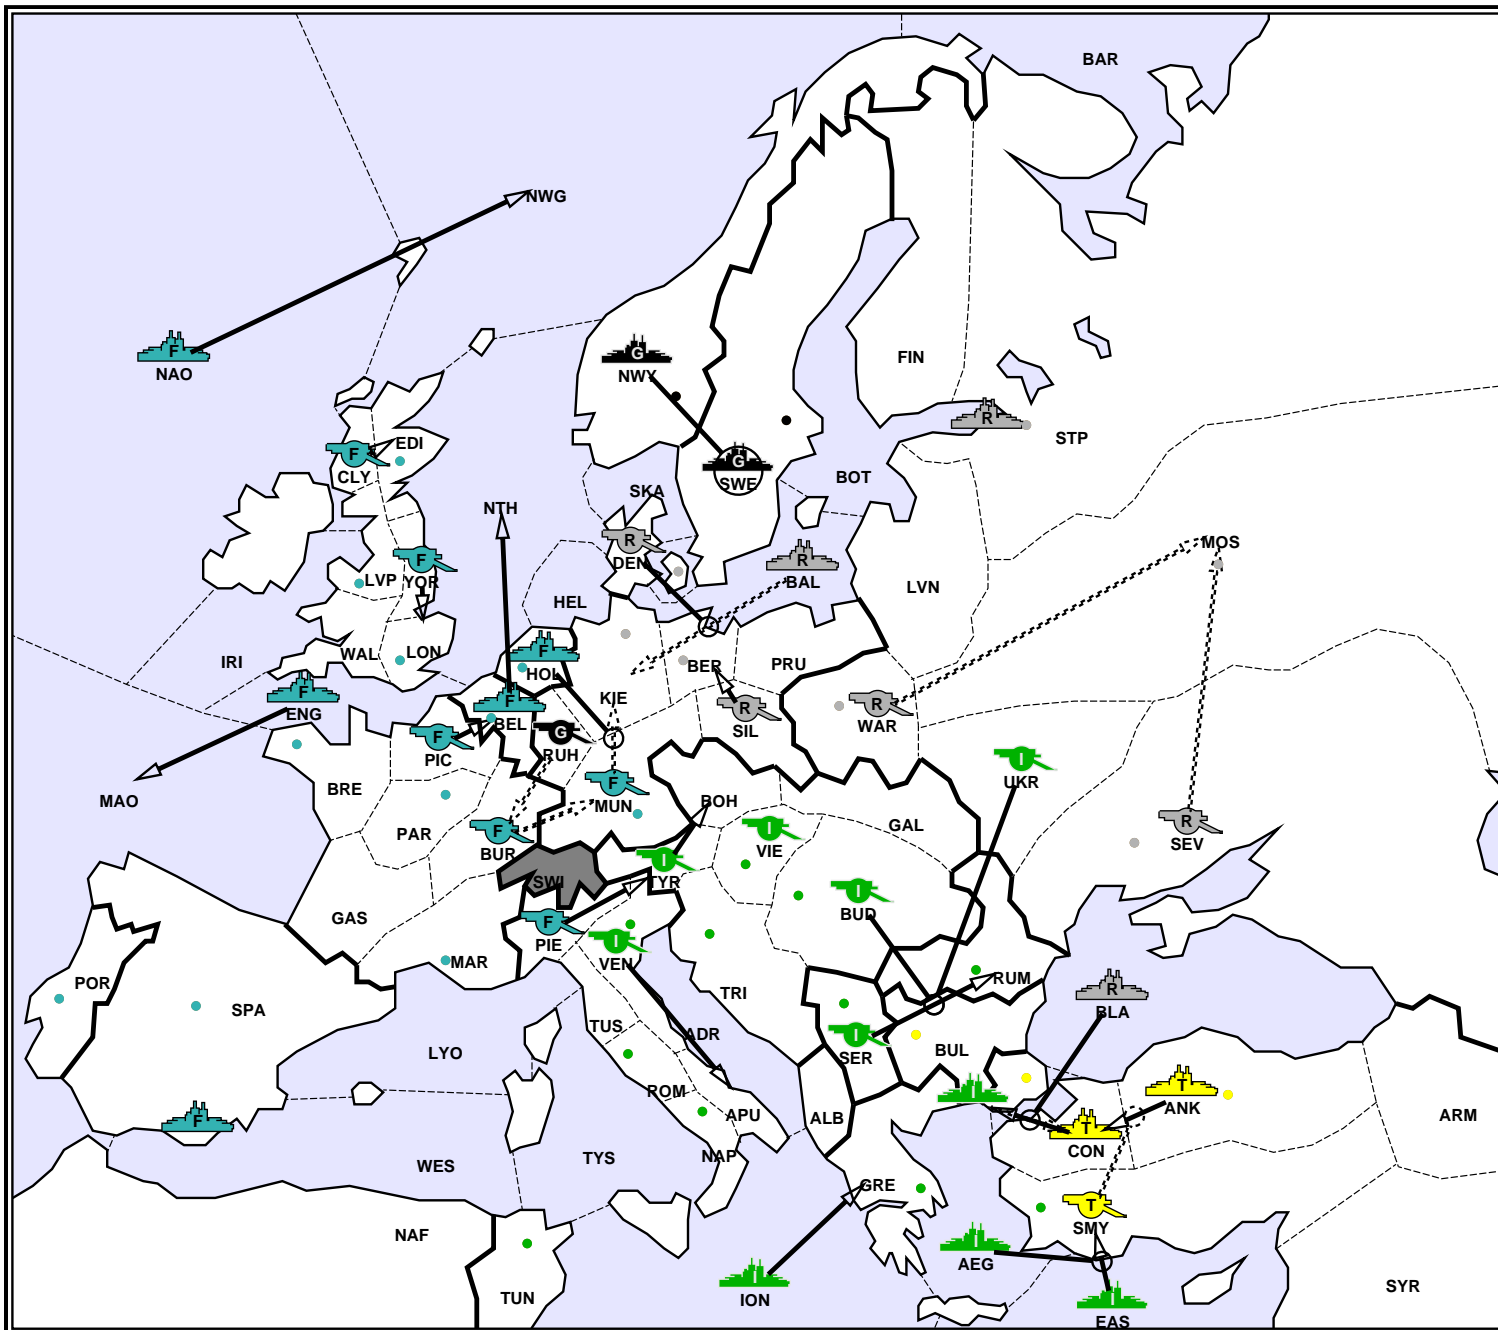 BAR
NWG
F
NAO
G
NWY
FIN
R
STP
F
EDI
CLY
G
SWE
BOT
SKA
NTH
R
DEN
R
BAL
MOS
F
YOR
LVP
LVN
HEL
IRI
WAL
LON
F
HOL
BER
PRU
F
ENG
KIE
F
BEL
R
SIL
R
WAR
F
PIC
G
RUH
I
UKR
BRE
MAO
F
MUN
BOH
PAR
F
BUR
I
VIE
GAL
R
SEV
SWI
I
TYR
I
BUD
GAS
F
PIE
I
VEN
MAR
POR
SPA
RUM
TRI
R
BLA
TUS
ADR
I
SER
BUL
LYO
ROM
APU
ALB
I
T
ANK
ARM
F
T
CON
WES
TYS
NAP
GRE
T
SMY
NAF
I
AEG
I
ION
TUN
I
EAS
SYR